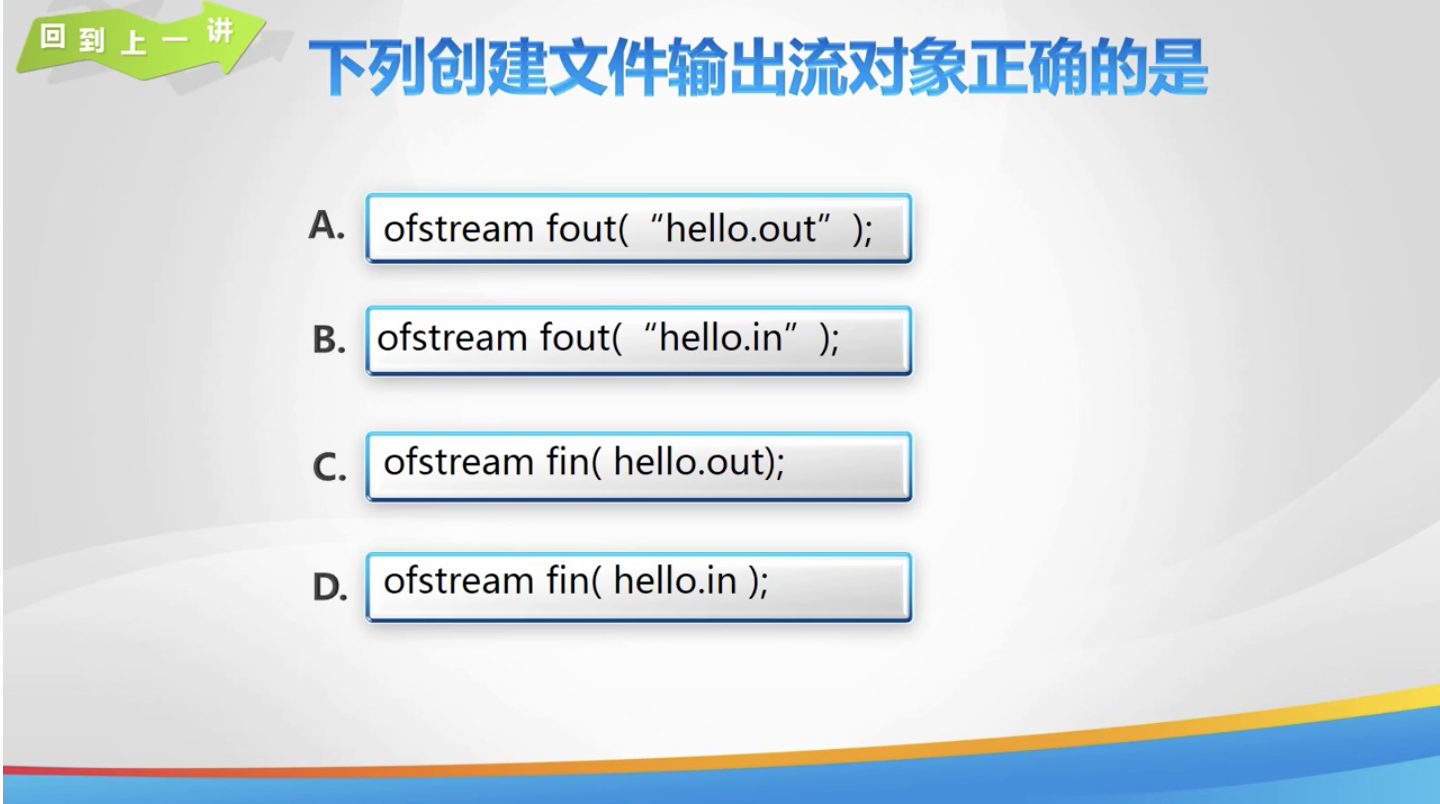 回到上一讲
下列创建文件输出流对象正确的是
A. ofstream fout( “hello.out” );
B. ofstream fout( “hello.in” );
C. ofstream fin( hello.out);
D. ofstream fin( hello.in );